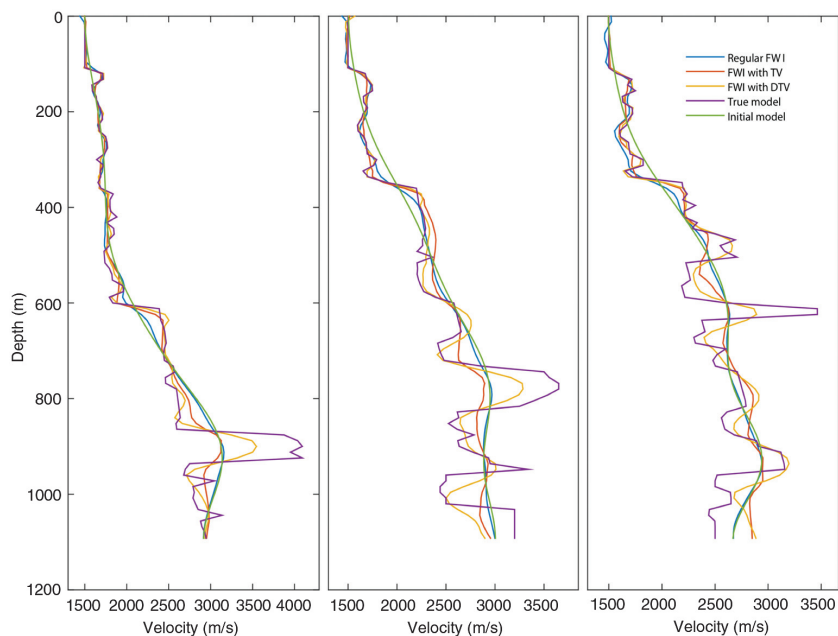 0
200
400
600
800
1000
1200
Depth (m)
1500 2000 2500 3000 3500 4000
Velocity (m/s)
1500 2000 2500 3000 3500
Velocity (m/s)
1500 2000 2500 3000 3500
Velocity (m/s)
Regular FW I
FWI with TV
FWI with DTV
True model
Initial model